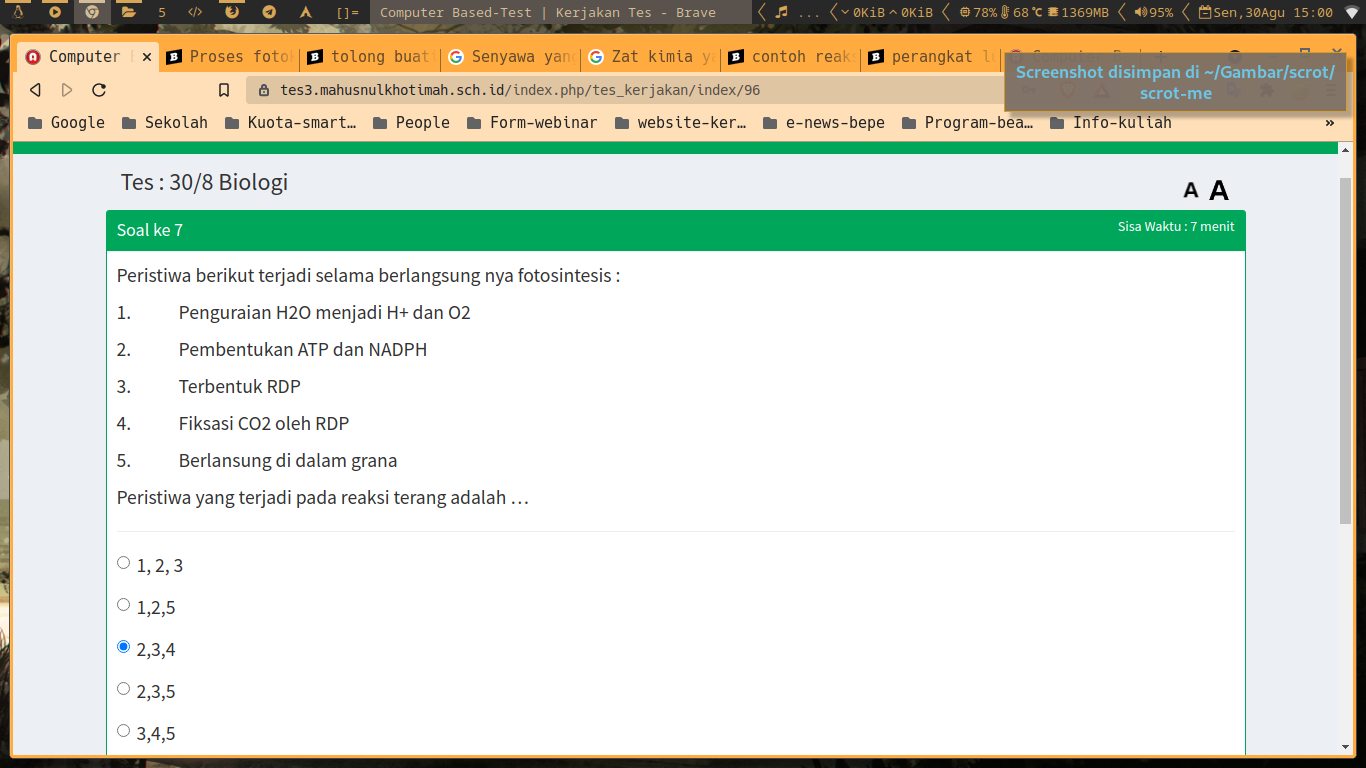 5 </> []= Computer Based-Test | Kerjakan Tes - Brave ... 0KiB 0KiB 78% 68 °C 1369MB 95% Sen,30Agu 15:00
Computer × Proses foto tolong buat Senyawa yan Zat kimia contoh reak perangkat l
Screenshot disimpan di ~/Gambar/scrot/
scrot-me
tes3.mahusnulkhotimah.sch.id/index.php/tes_kerjakan/index/96
Google Sekolah Kuota-smart... People Form-webinar website-ker... e-news-bepe Program-bea... Info-kuliah »
Tes : 30/8 Biologi
A A
Soal ke 7
Sisa Waktu : 7 menit
Peristiwa berikut terjadi selama berlangsung nya fotosintesis :
1. Penguraian H2O menjadi H+ dan O2
2. Pembentukan ATP dan NADPH
3. Terbentuk RDP
4. Fiksasi CO2 oleh RDP
5. Berlansung di dalam grana
Peristiwa yang terjadi pada reaksi terang adalah ...
1, 2, 3
1,2,5
2,3,4
2,3,5
3,4,5